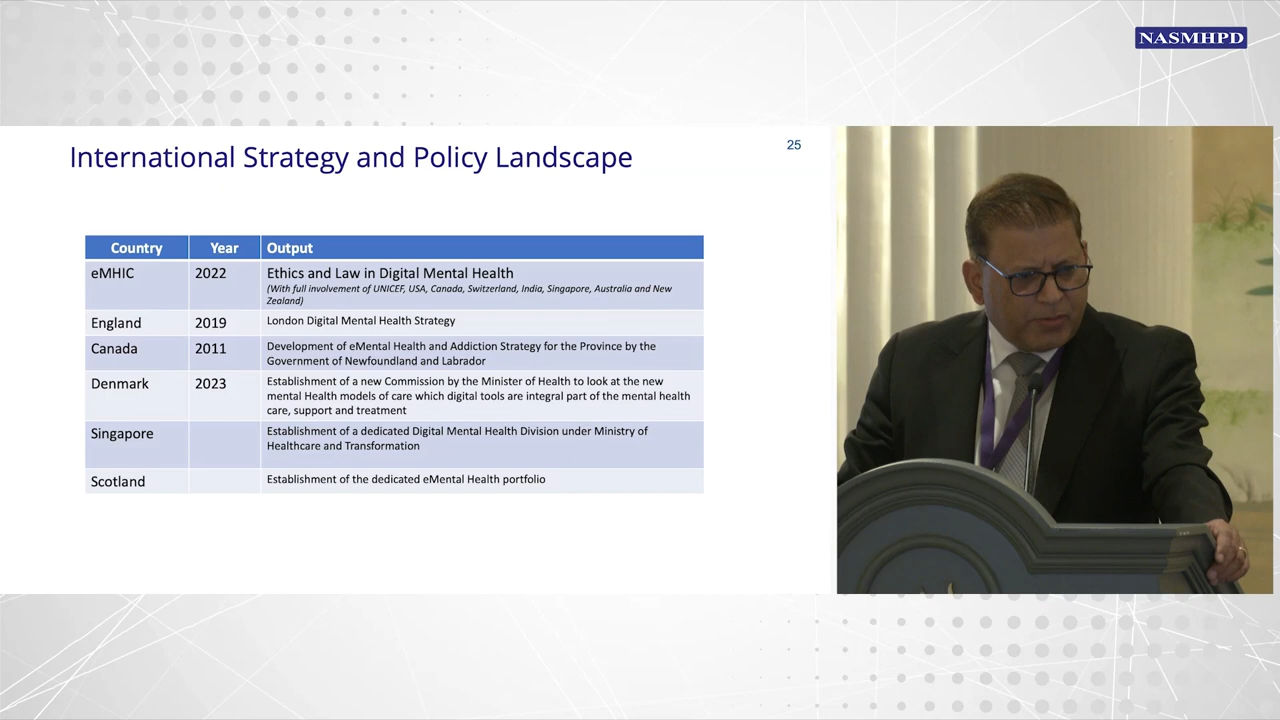 NASMHPD
International Strategy and Policy Landscape
25
Country Year Output
eMHIC 2022 Ethics and Law in Digital Mental Health
(With full involvement of UNICEF, USA, Canada, Switzerland, India, Singapore, Australia and New
Zealand)
England 2019 London Digital Mental Health Strategy
Canada 2011 Development of eMental Health and Addiction Strategy for the Province by the
Government of Newfoundland and Labrador
Denmark 2023 Establishment of a new Commission by the Minister of Health to look at the new
mental Health models of care which digital tools are integral part of the mental health
care, support and treatment
Singapore Establishment of a dedicated Digital Mental Health Division under Ministry of
Healthcare and Transformation
Scotland Establishment of the dedicated eMental Health portfolio